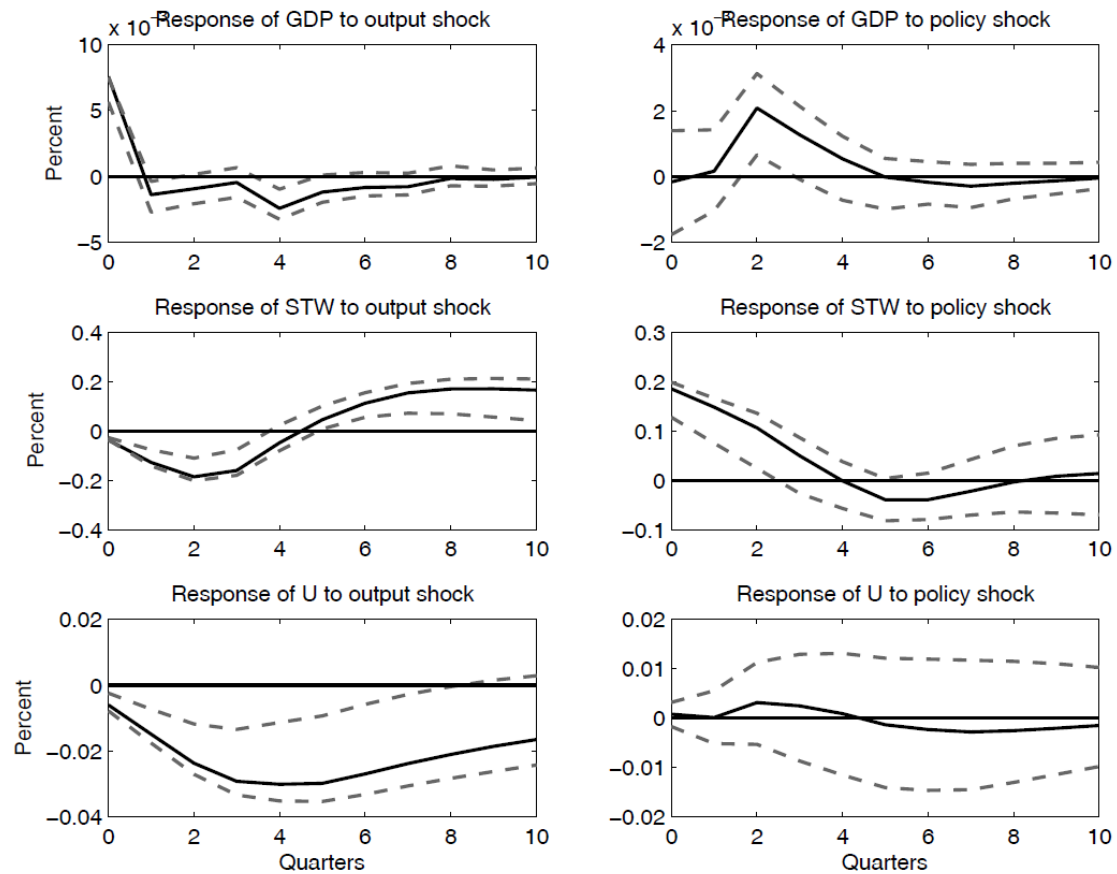 x 10
Response of GDP to output shock
10
5
0
−5
Percent
0 2 4 6 8 10
x 10
Response of GDP to policy shock
4
2
0
−2
0 2 4 6 8 10
Response of STW to output shock
0.4
0.2
0
−0.2
−0.4
Percent
0 2 4 6 8 10
Response of STW to policy shock
0.3
0.2
0.1
0
−0.1
0 2 4 6 8 10
Response of U to output shock
0.02
0
−0.02
−0.04
Percent
0 2 4 6 8 10
Quarters
Response of U to policy shock
0.02
0.01
0
−0.01
0.02
0 2 4 6 8 10
Quarters